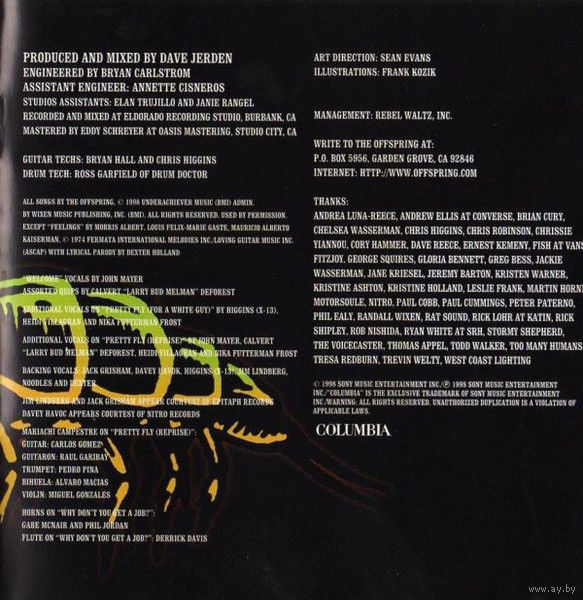 PRODUCED AND MIXED BY DAVE JERDEN
ENGINEERED BY BRYAN CARLSTROM
ASSISTANT ENGINEER: ANNETTE CISNEROS
STUDIOS ASSISTANTS: ELAN TRUJILLO AND JANIE RANGEL
RECORDED AND MIXED AT ELDORADO RECORDING STUDIO, BURBANK, CA
MASTERED BY EDDY SCHREYER AT OASIS MASTERING, STUDIO CITY, CA
GUITAR TECHS: BRYAN HALL AND CHRIS HIGGINS
DRUM TECH: ROSS GARFIELD OF DRUM DOCTOR
ALL SONGS BY THE OFFSPRING, © 1998 UNDERACHIEVER MUSIC (BMI) ADMIN.
BY WIXEN MUSIC PUBLISHING, INC. (BMI). ALL RIGHTS RESERVED. USED BY PERMISSION.
EXCEPT "FEELINGS" BY MORRIS ALBERT, LOUIS FELIX-MARIE GASTE, MAURICIO ALBERTO
KAISERMAN, © 1974 FERMATA INTERNATIONAL MELODIES INC./LOVING GUITAR MUSIC INC.
(ASCAP) WITH LYRICAL PARODY BY DEXTER HOLLAND
"WELCOME" VOCALS BY JOHN MAYER
ASSORTED QUIPS BY CALVERT "LARRY BUD MELMAN" DEFOREST
ADDITIONAL VOCALS ON "PRETTY FLY (FOR A WHITE GUY)" BY HIGGINS (X-13),
HEIDI VILAGRAN AND NIKA FUTTERMAN FROST
ADDITIONAL VOCALS ON "PRETTY FLY (REPRISE)" BY JOHN MAYER, CALVERT
"LARRY BUD MELMAN" DEFOREST, HEIDI VILAGRAN AND NIKA FUTTERMAN FROST
BACKING VOCALS: JACK GRISHAM, DAVEY HAVOK, HIGGINS (X-13), JIM LINDBERG,
NOODLES AND DEXTER
JIM LINDBERG AND JACK GRISHAM APPEAR COURTESY OF EPITAPH RECORDS
DAVEY HAVOC APPEARS COURTESY OF NITRO RECORDS
MARIACHI CAMPESTRE ON "PRETTY FLY (REPRISE)":
GUITAR: CARLOS GOMEZ
GUITARON: RAUL GARIBAY
TRUMPET: PEDRO PINA
BIHUELA: ALVARO MACIAS
VIOLIN: MIGUEL GONZALES
HORNS ON "WHY DON'T YOU GET A JOB?":
GABE MCNAIR AND PHIL JORDAN
FLUTE ON "WHY DON'T YOU GET A JOB?": DERRICK DAVIS
ART DIRECTION: SEAN EVANS
ILLUSTRATIONS: FRANK KOZIK
MANAGEMENT: REBEL WALTZ, INC.
WRITE TO THE OFFSPRING AT:
P.O. BOX 5956, GARDEN GROVE, CA 92846
INTERNET: HTTP://WWW.OFFSPRING.COM
THANKS:
ANDREA LUNA-REECE, ANDREW ELLIS AT CONVERSE, BRIAN CURY,
CHELSEA WASSERMAN, CHRIS HIGGINS, CHRIS ROBINSON, CHRISSIE
YIANNOU, CORY HAMMER, DAVE REECE, ERNEST KEMENY, FISH AT VANS
FITZJOY, GEORGE SQUIRES, GLORIA BENNETT, GREG BESS, JACKIE
WASSERMAN, JANE KRIESEL, JEREMY BARTON, KRISTEN WARNER,
KRISTINE ASHTON, KRISTINE HOLLAND, LESLIE FRANK, MARTIN HORN
MOTORSOULE, NITRO, PAUL COBB, PAUL CUMMINGS, PETER PATERNO,
PHIL EALY, RANDALL WIXEN, RAT SOUND, RICK LOHR AT KATIN, RICK
SHIPLEY, ROB NISHIDA, RYAN WHITE AT SRH, STORMY SHEPHERD,
THE VOICECASTER, THOMAS APPEL, TODD WALKER, TOO MANY HUMANS
TRESA REDBURN, TREVIN WELTY, WEST COAST LIGHTING
© 1998 SONY MUSIC ENTERTAINMENT INC./℗ 1998 SONY MUSIC ENTERTAINMENT
INC./"COLUMBIA" IS THE EXCLUSIVE TRADEMARK OF SONY MUSIC ENTERTAINMENT
INC./WARNING: ALL RIGHTS RESERVED. UNAUTHORIZED DUPLICATION IS A VIOLATION OF
APPLICABLE LAWS.
COLUMBIA
www.ay.by